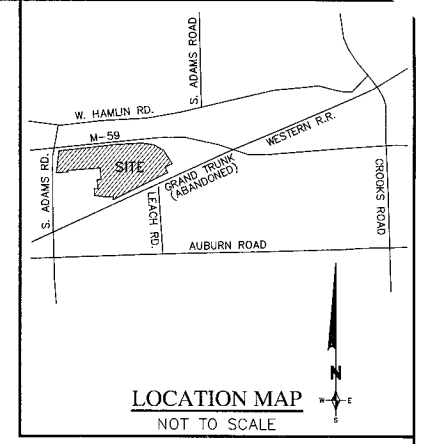 S. ADAMS ROAD
W. HAMLIN RD.
M-59
WESTERN R.R.
S. ADAMS RD.
SITE
GRAND TRUNK
(ABANDONED)
LEACH RD.
CROOKS ROAD
AUBURN ROAD
N
W E
S
LOCATION MAP
NOT TO SCALE